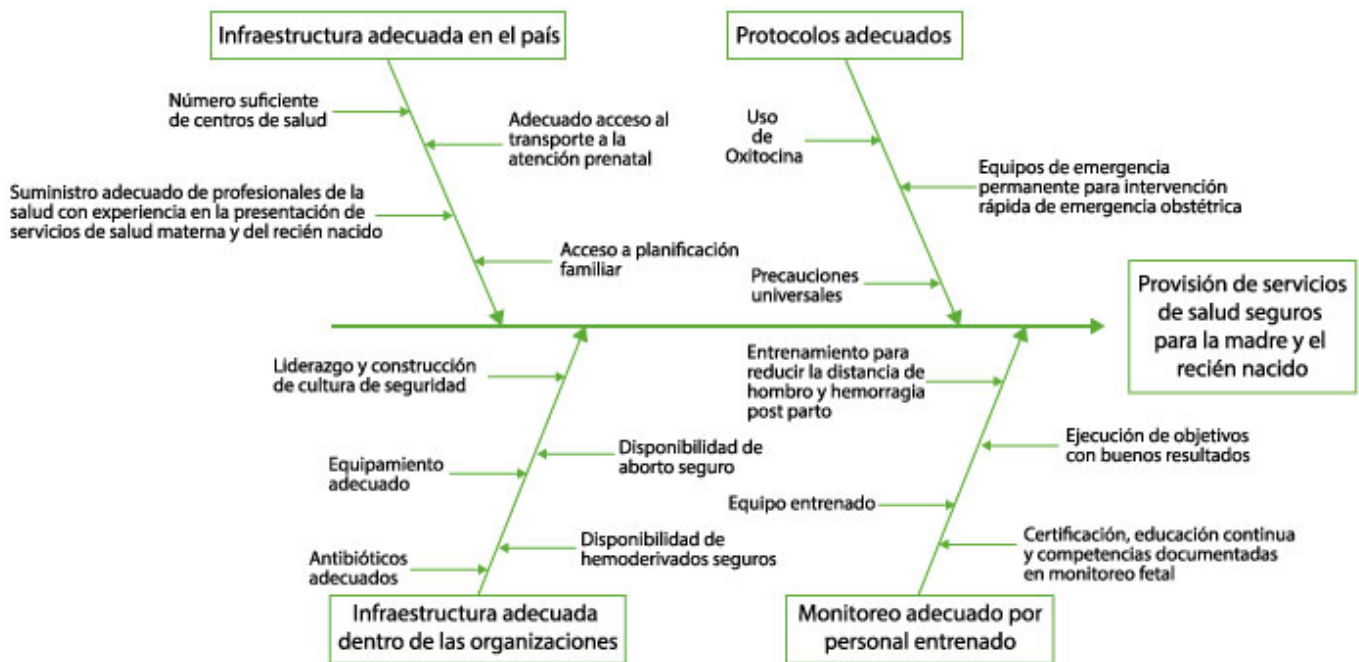 Infraestructura adecuada en el país
Protocolos adecuados
Número suficiente
de centros de salud
Adecuado acceso al
transporte a la
atención prenatal
Suministro adecuado de profesionales de la
salud con experiencia en la presentación de
servicios de salud materna y del recién nacido
Acceso a planificación
familiar
Uso
de
Oxitocina
Equipos de emergencia
permanente para intervención
rápida de emergencia obstétrica
Precauciones
universales
Provisión de servicios
de salud seguros
para la madre y el
recién nacido
Liderazgo y construcción
de cultura de seguridad
Disponibilidad de
aborto seguro
Equipamiento
adecuado
Disponibilidad de
hemoderivados seguros
Antibióticos
adecuados
Entrenamiento para
reducir la distancia de
hombro y hemorragia
post parto
Ejecución de objetivos
con buenos resultados
Equipo entrenado
Certificación, educación continua
y competencias documentadas
en monitoreo fetal
Infraestructura adecuada
dentro de las organizaciones
Monitoreo adecuado por
personal entrenado